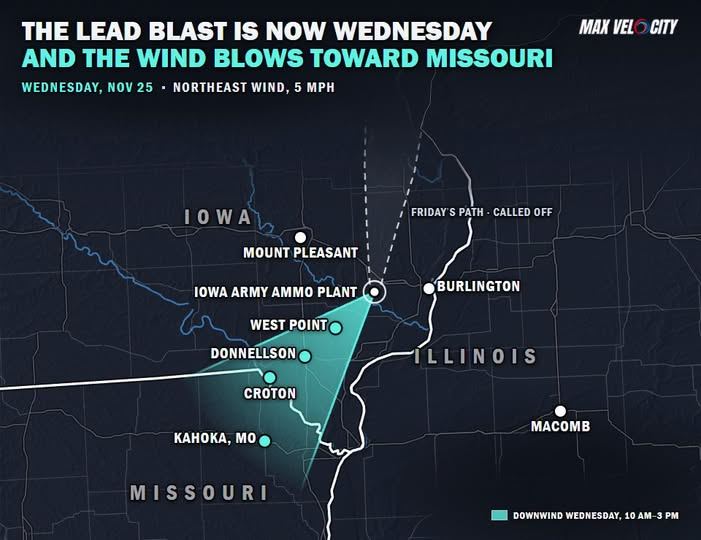 THE LEAD BLAST IS NOW WEDNESDAY
AND THE WIND BLOWS TOWARD MISSOURI
MAX VELOCITY
WEDNESDAY, NOV 25 · NORTHEAST WIND, 5 MPH
FRIDAY'S PATH · CALLED OFF
IOWA
MOUNT PLEASANT
IOWA ARMY AMMO PLANT
BURLINGTON
WEST POINT
DONNELLSON
ILLINOIS
CROTON
MACOMB
KAHOKA, MO
MISSOURI
DOWNWIND WEDNESDAY, 10 AM–3 PM